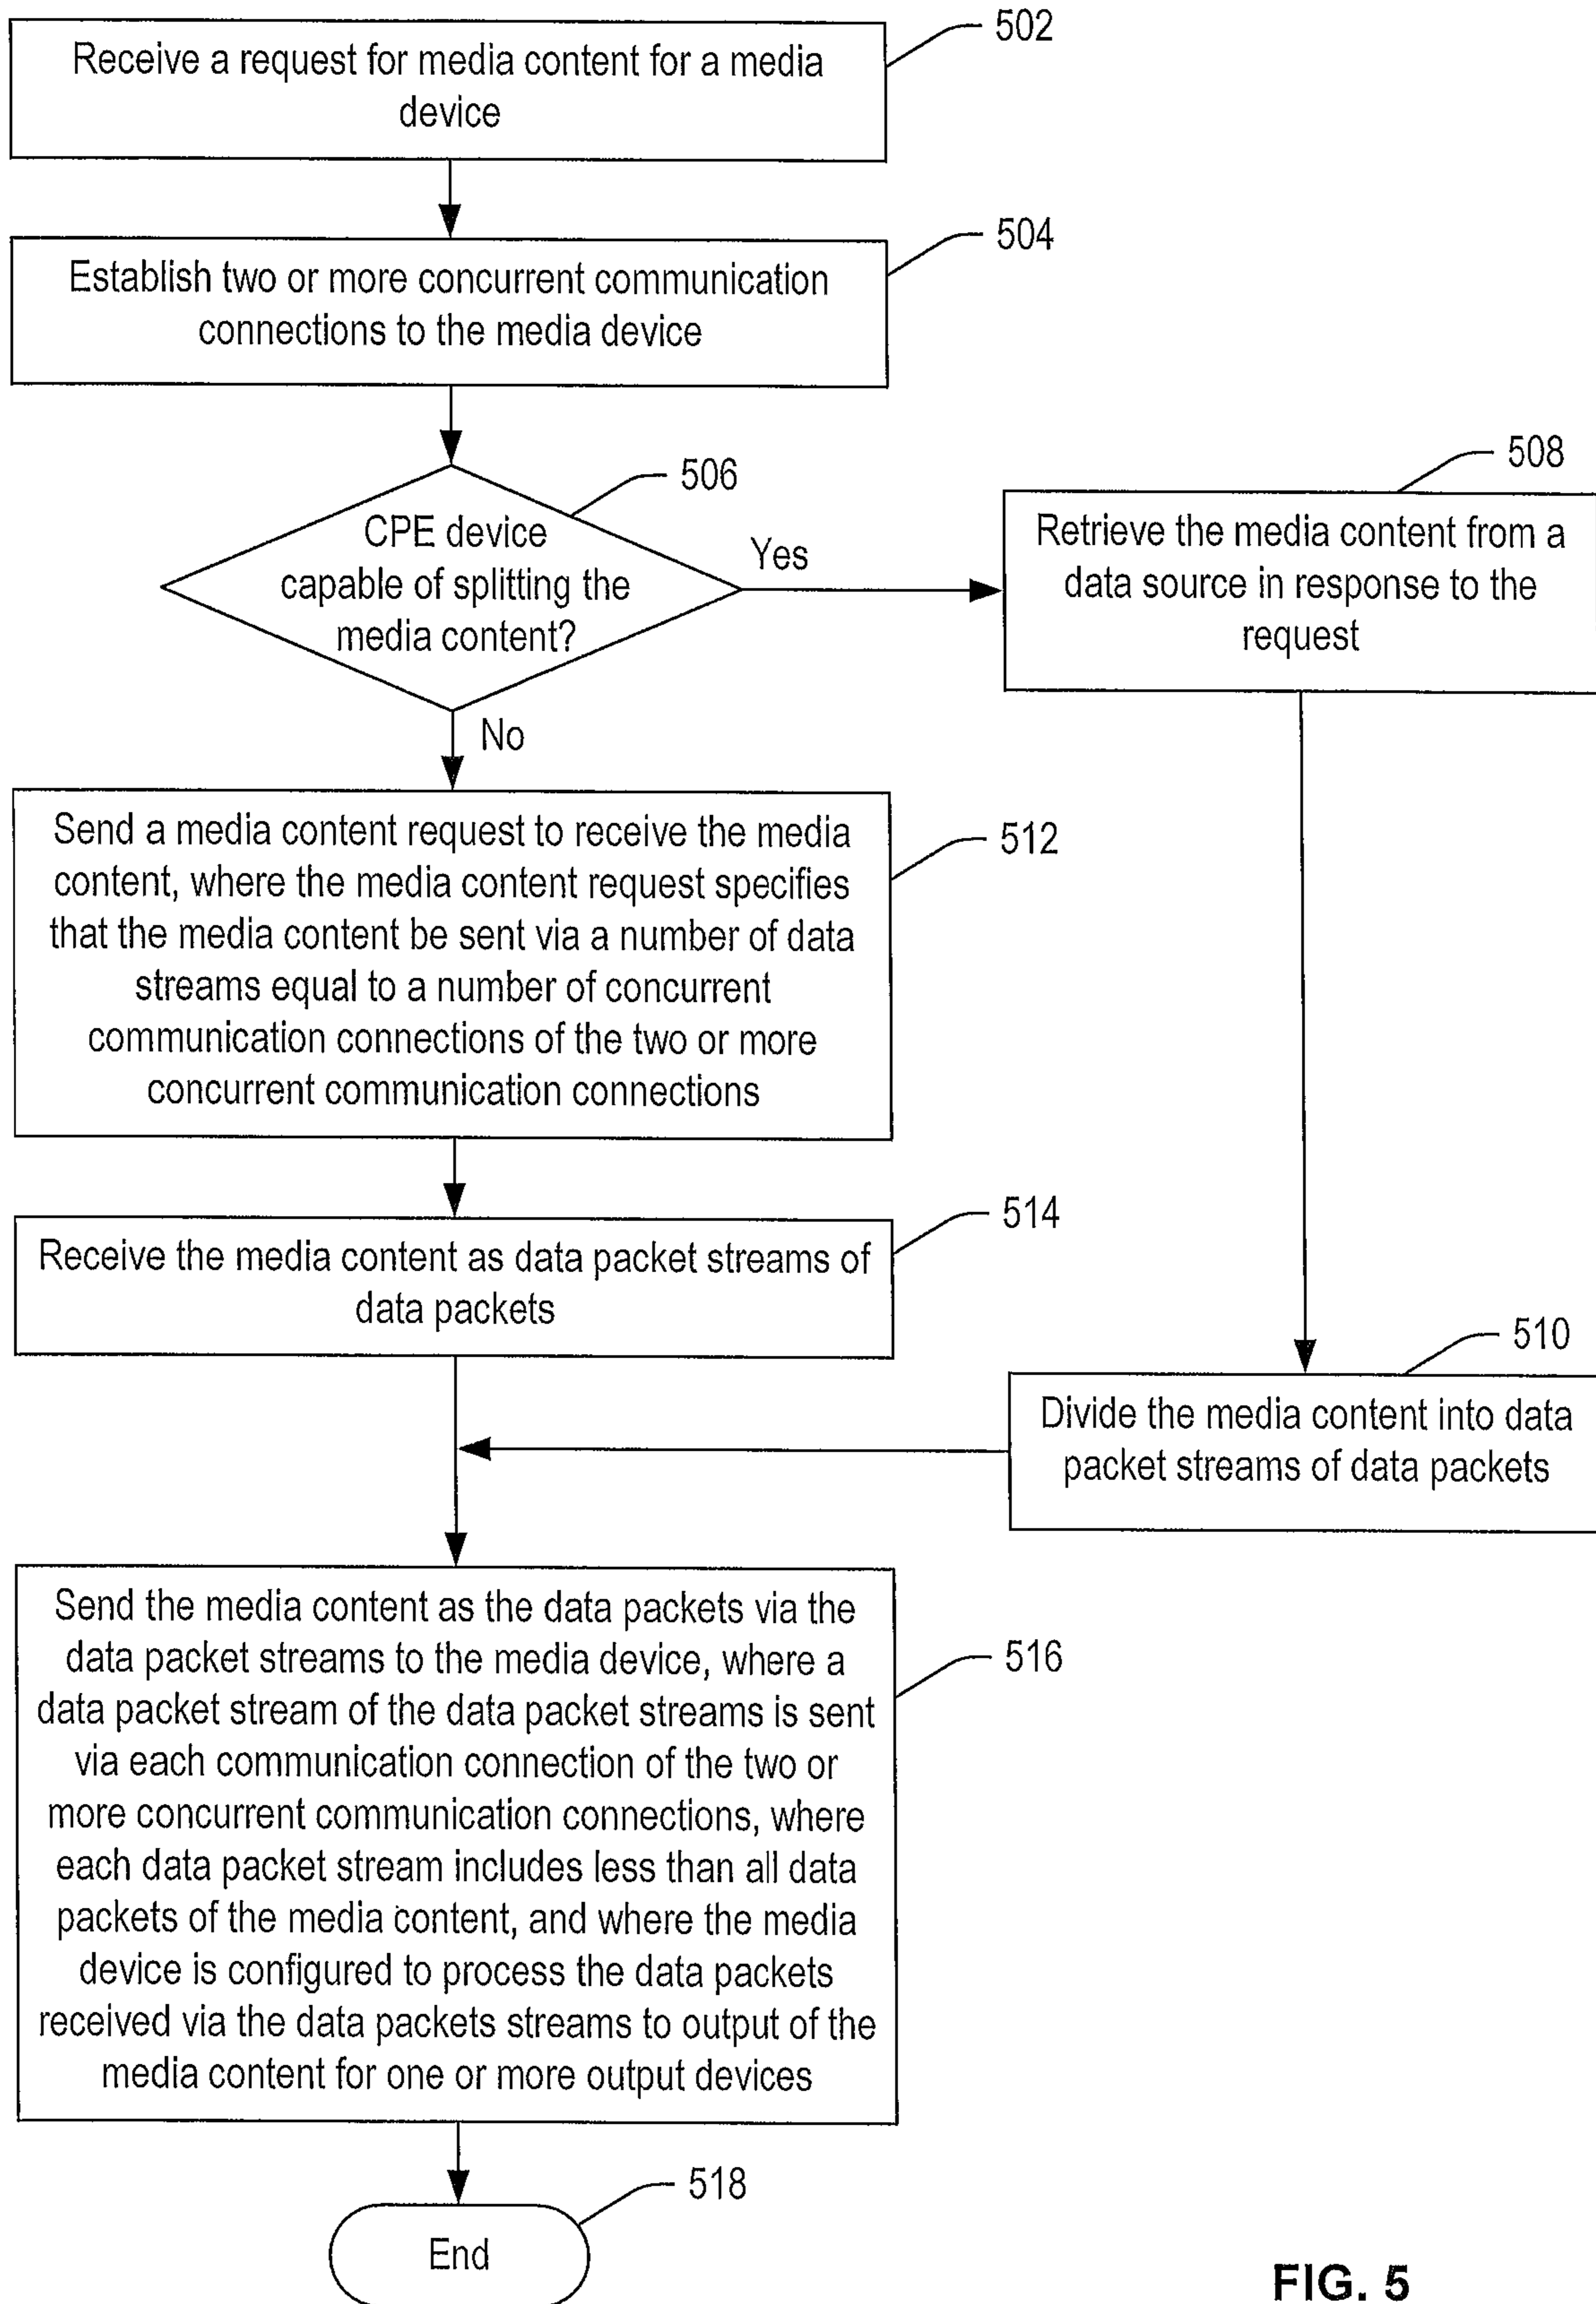 502
Receive a request for media content for a media
device
504
Establish two or more concurrent communication
connections to the media device
506
CPE device
capable of splitting the
media content?
Yes
508
Retrieve the media content from a
data source in response to the
request
No
512
Send a media content request to receive the media
content, where the media content request specifies
that the media content be sent via a number of data
streams equal to a number of concurrent
communication connections of the two or more
concurrent communication connections
514
Receive the media content as data packet streams of
data packets
510
Divide the media content into data
packet streams of data packets
516
Send the media content as the data packets via the
data packet streams to the media device, where a
data packet stream of the data packet streams is sent
via each communication connection of the two or
more concurrent communication connections, where
each data packet stream includes less than all data
packets of the media content, and where the media
device is configured to process the data packets
received via the data packets streams to output of the
media content for one or more output devices
518
End
FIG. 5